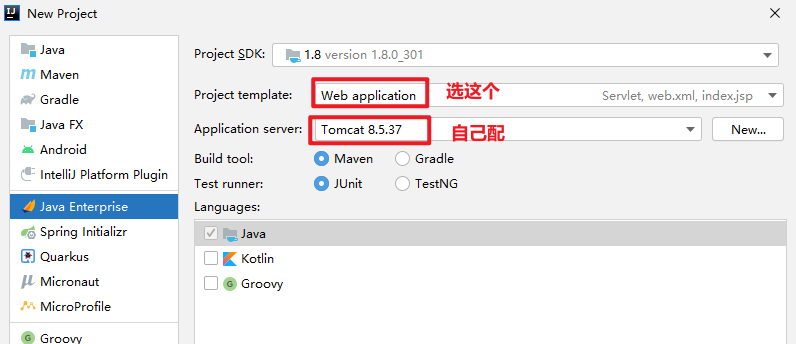 New Project
Java
Maven
Gradle
Java FX
Android
IntelliJ Platform Plugin
Java Enterprise
Spring Initializr
Quarkus
Micronaut
MicroProfile
Groovy
Project SDK: 1.8 version 1.8.0_301
Project template: Web application 选这个 Servlet, web.xml, index.jsp
Application server: Tomcat 8.5.37 自己配 New...
Build tool: Maven Gradle
Test runner: JUnit TestNG
Languages:
Java
Kotlin
Groovy